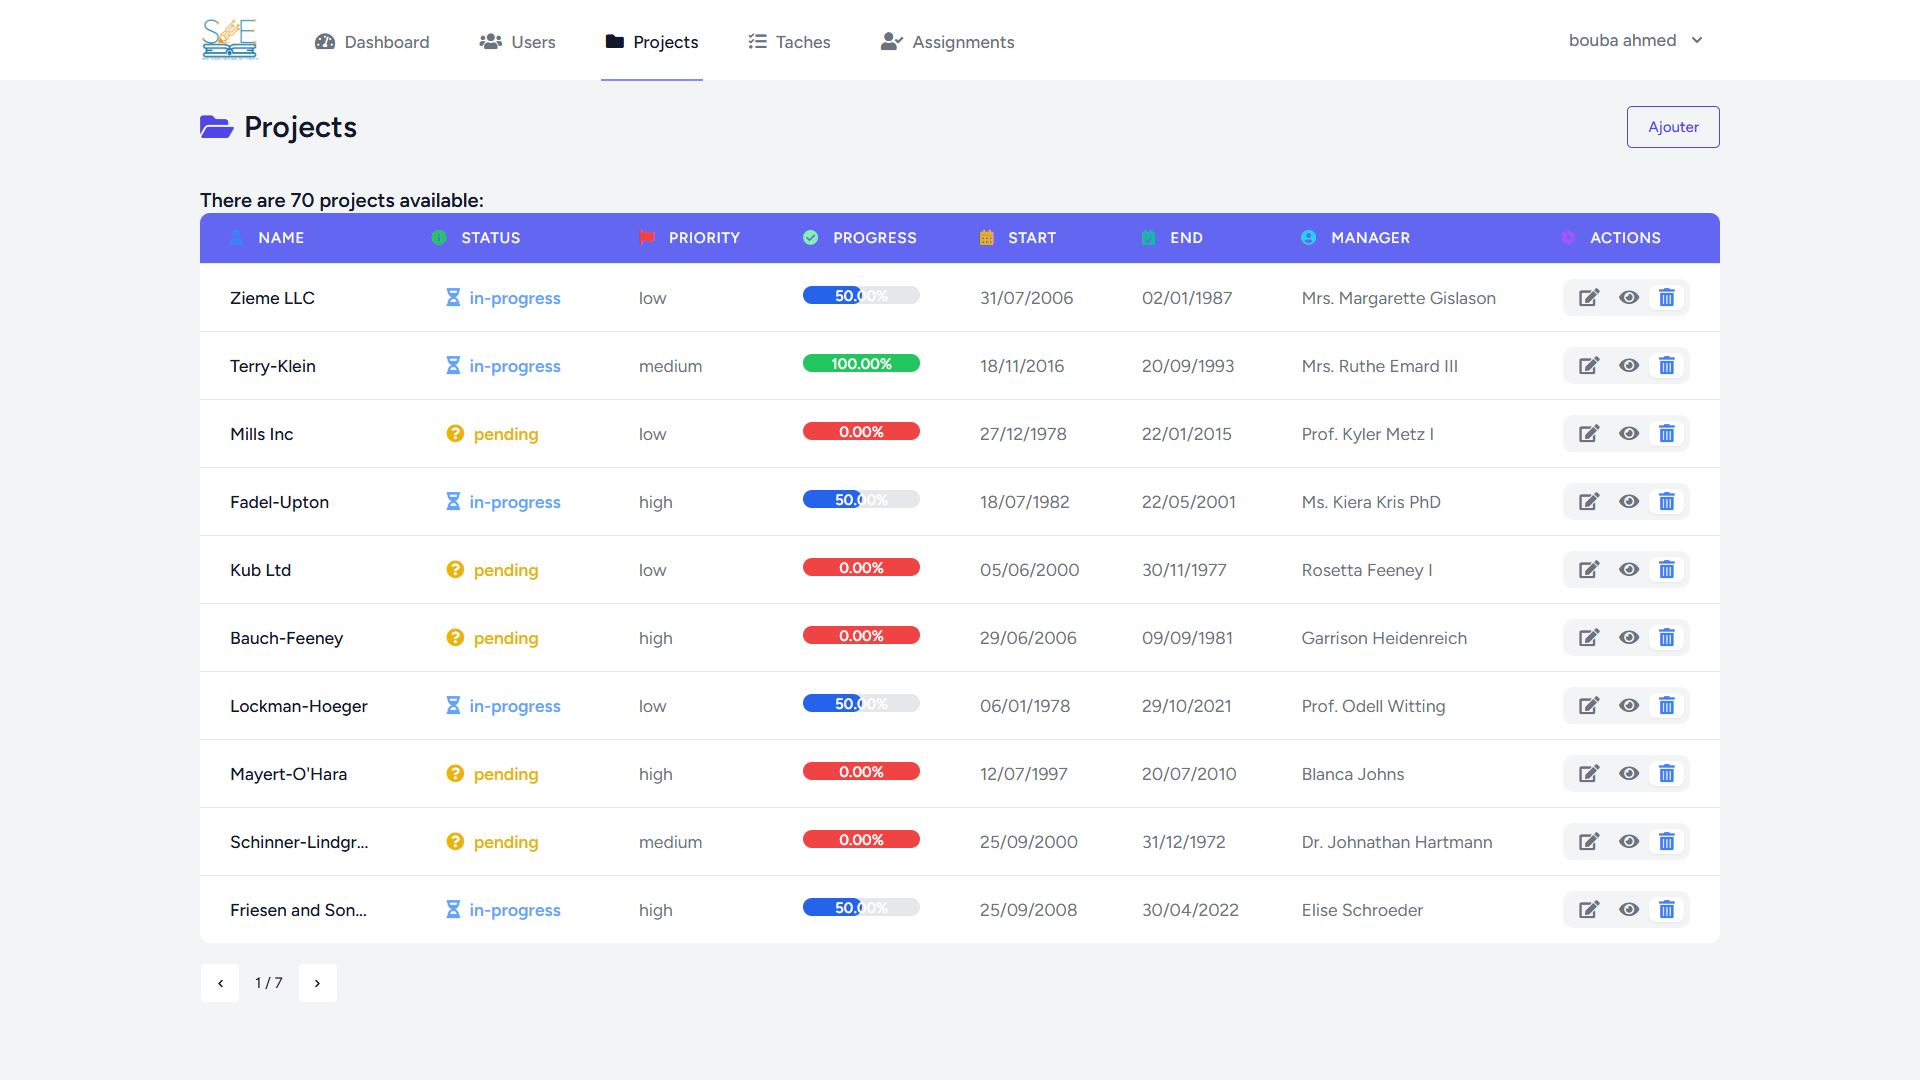 S E
Dashboard Users Projects Taches Assignments bouba ahmed
Projects Ajouter
There are 70 projects available:
NAME STATUS PRIORITY PROGRESS START END MANAGER ACTIONS
Zieme LLC in-progress low 50.00% 31/07/2006 02/01/1987 Mrs. Margarette Gislason
Terry-Klein in-progress medium 100.00% 18/11/2016 20/09/1993 Mrs. Ruthe Emard III
Mills Inc pending low 0.00% 27/12/1978 22/01/2015 Prof. Kyler Metz I
Fadel-Upton in-progress high 50.00% 18/07/1982 22/05/2001 Ms. Kiera Kris PhD
Kub Ltd pending low 0.00% 05/06/2000 30/11/1977 Rosetta Feeney I
Bauch-Feeney pending high 0.00% 29/06/2006 09/09/1981 Garrison Heidenreich
Lockman-Hoeger in-progress low 50.00% 06/01/1978 29/10/2021 Prof. Odell Witting
Mayert-O'Hara pending high 0.00% 12/07/1997 20/07/2010 Blanca Johns
Schinner-Lindgr... pending medium 0.00% 25/09/2000 31/12/1972 Dr. Johnathan Hartmann
Friesen and Son... in-progress high 50.00% 25/09/2008 30/04/2022 Elise Schroeder
‹ 1 / 7 ›